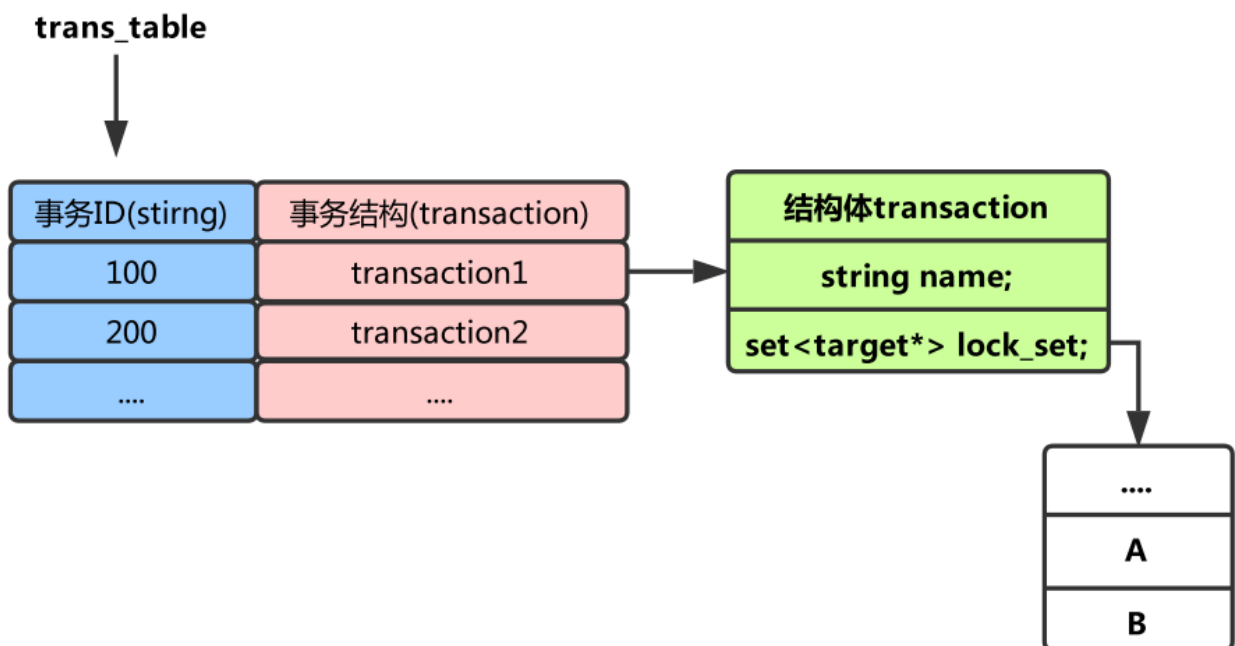 trans_table
事务ID(stirng)
事务结构(transaction)
100
transaction1
200
transaction2
....
....
结构体transaction
string name;
set<target*> lock_set;
....
A
B